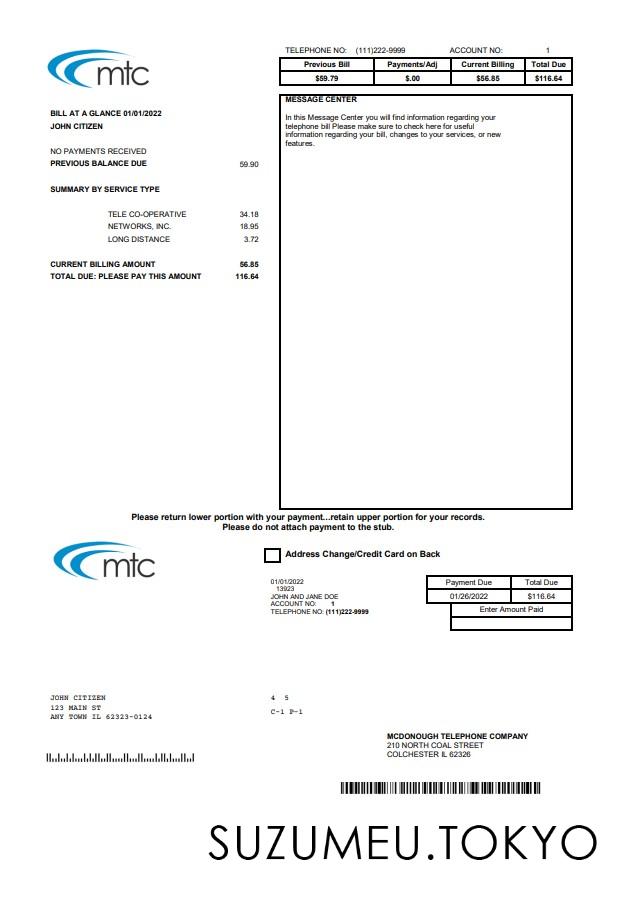 mtc
TELEPHONE NO: (111)222-9999 ACCOUNT NO: 1
Previous Bill Payments/Adj Current Billing Total Due
$59.79 $.00 $56.85 $116.64
BILL AT A GLANCE 01/01/2022
JOHN CITIZEN
NO PAYMENTS RECEIVED
PREVIOUS BALANCE DUE 59.90
SUMMARY BY SERVICE TYPE
TELE CO-OPERATIVE 34.18
NETWORKS, INC. 18.95
LONG DISTANCE 3.72
CURRENT BILLING AMOUNT 56.85
TOTAL DUE: PLEASE PAY THIS AMOUNT 116.64
MESSAGE CENTER
In this Message Center you will find information regarding your
telephone bill Please make sure to check here for useful
information regarding your bill, changes to your services, or new
features.
Please return lower portion with your payment...retain upper portion for your records.
Please do not attach payment to the stub.
mtc
Address Change/Credit Card on Back
01/01/2022
13923
JOHN AND JANE DOE
ACCOUNT NO: 1
TELEPHONE NO: (111)222-9999
Payment Due Total Due
01/26/2022 $116.64
Enter Amount Paid
JOHN CITIZEN
123 MAIN ST
ANY TOWN IL 62323-0124
4 5
C-1 P-1
MCDONOUGH TELEPHONE COMPANY
210 NORTH COAL STREET
COLCHESTER IL 62326
SUZUMEU.TOKYO